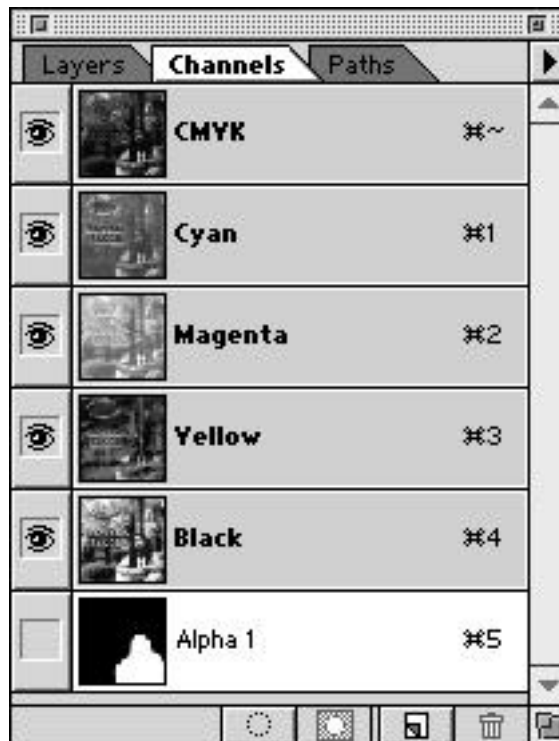 Layers Channels Paths
CMYK ⌘~
Cyan ⌘1
Magenta ⌘2
Yellow ⌘3
Black ⌘4
Alpha 1 ⌘5